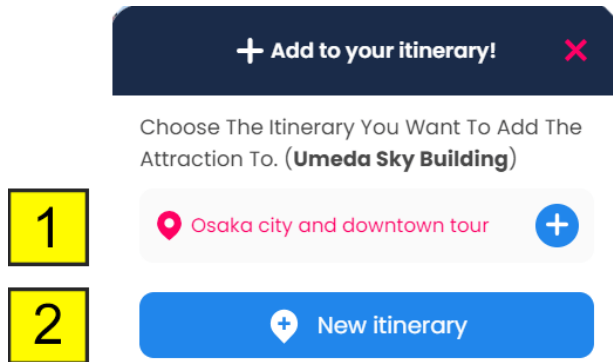 Add to your itinerary!
Choose The Itinerary You Want To Add The
Attraction To. (Umeda Sky Building)
1
Osaka city and downtown tour
2
New itinerary